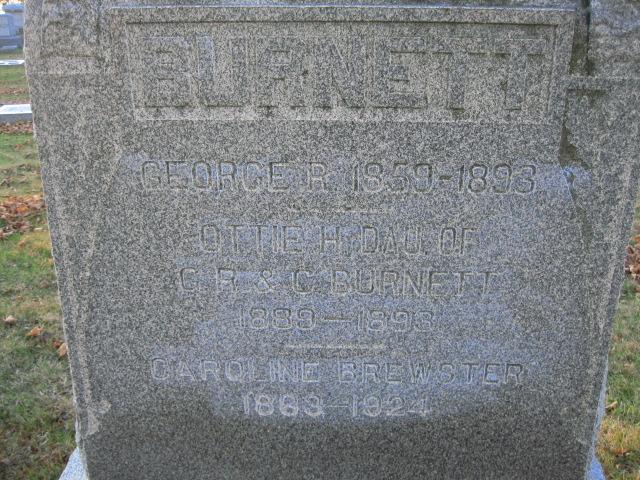 BURNETT
GEORGE R. 1859-1893
OTTIE H. DAU. OF
G. R. & C. BURNETT
1889-1893
CAROLINE BREWSTER
1863-1924